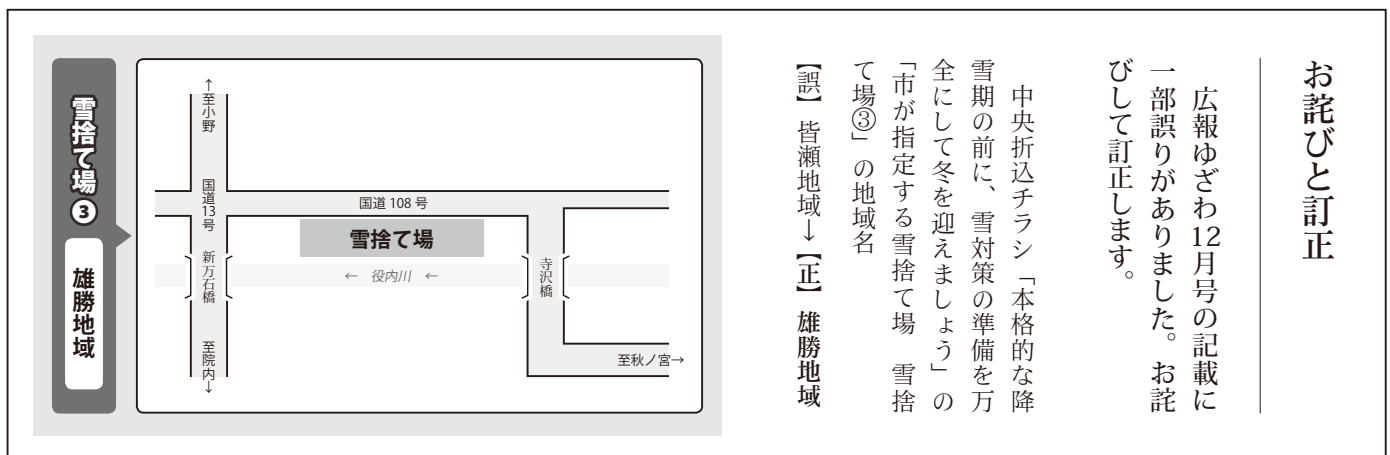 お詫びと訂正
広報ゆざわ12月号の記載に
一部誤りがありました。お詫
びして訂正します。
中央折込チラシ「本格的な降
雪期の前に、雪対策の準備を万
全にして冬を迎えましょう」の
「市が指定する雪捨て場　雪捨
て場③」の地域名
【誤】皆瀬地域→【正】雄勝地域
雪捨て場③
雄勝地域
←至小野
国道13号
新万石橋
至院内→
国道108号
雪捨て場
← 役内川 ←
寺沢橋
至秋ノ宮→